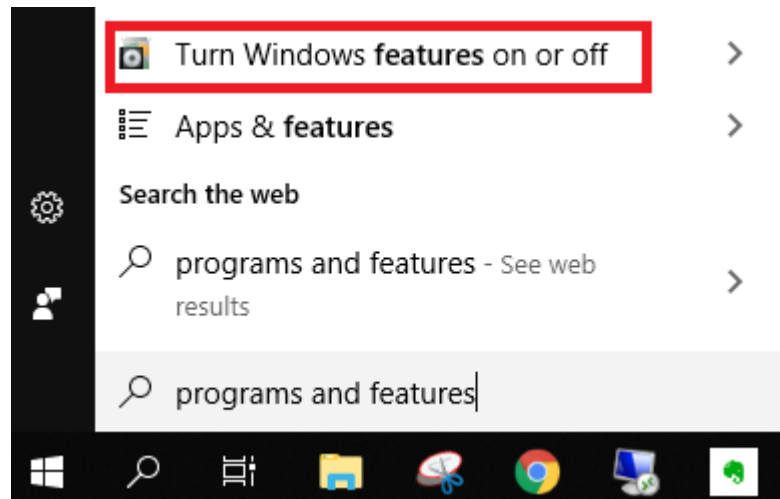 Turn Windows features on or off
Apps & features
Search the web
programs and features - See web
results
programs and features